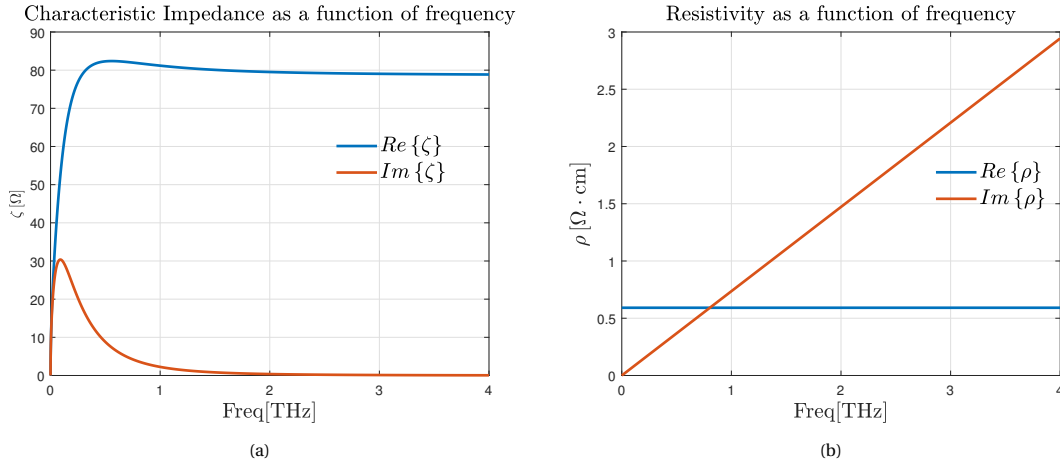 Characteristic Impedance as a function of frequency
90
80
70
60
50
40
30
20
10
0
ζ [Ω]
Re {ζ}
Im {ζ}
0 1 2 3 4
Freq[THz]
(a)
Resistivity as a function of frequency
3
2.5
2
1.5
1
0.5
0
ρ [Ω · cm]
Re {ρ}
Im {ρ}
0 1 2 3 4
Freq[THz]
(b)